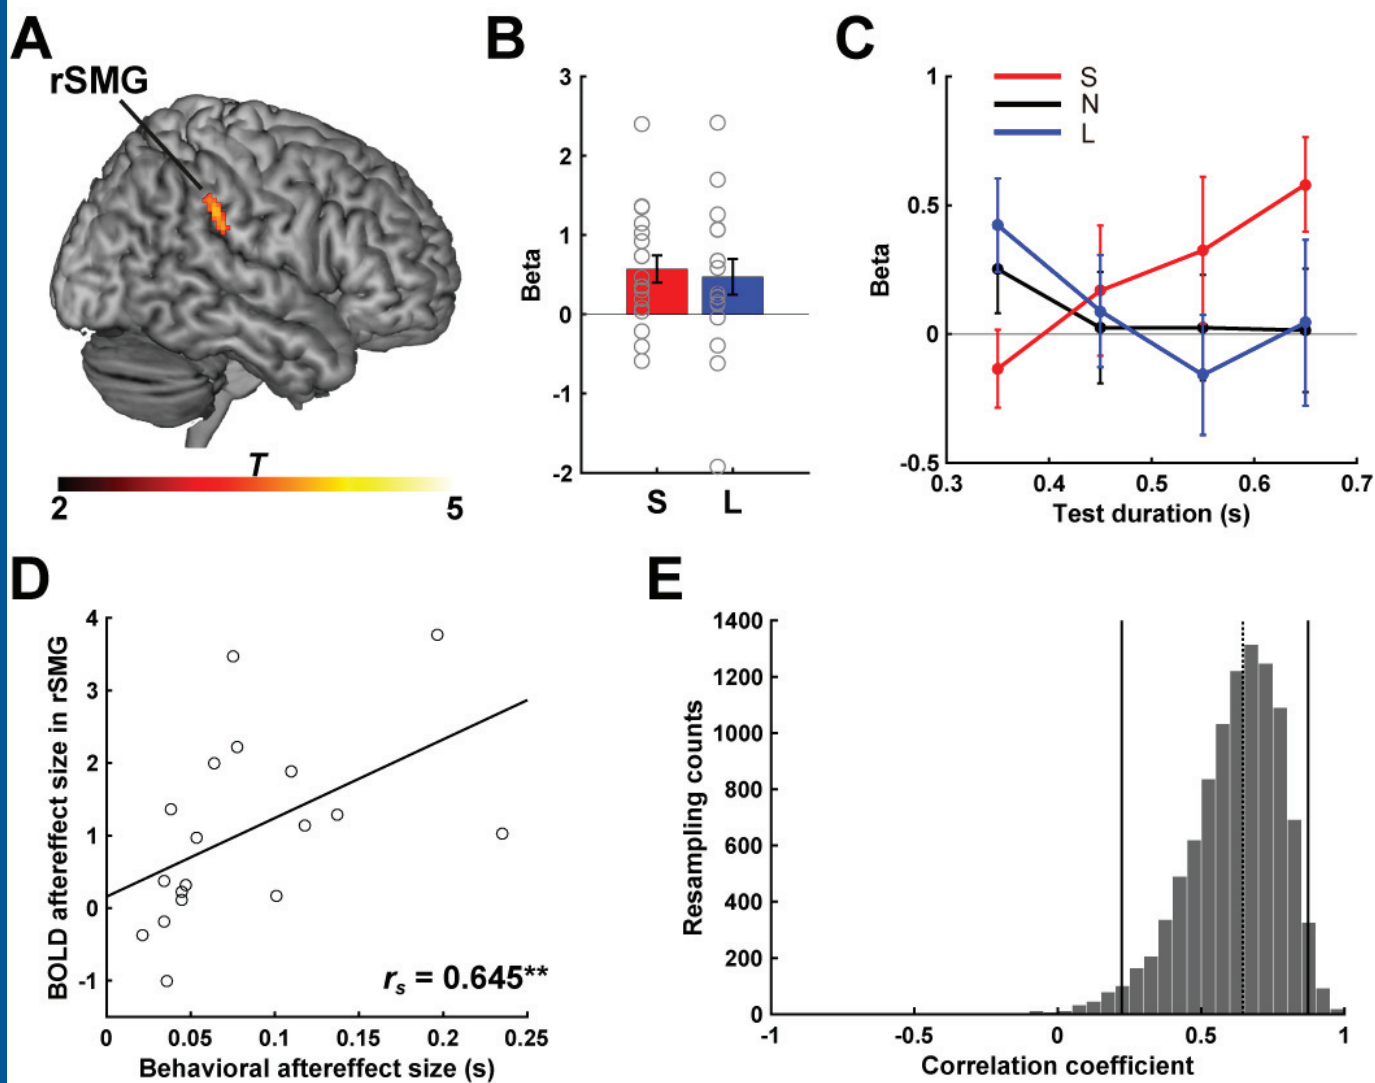 A
rSMG
T
2 5
B
Beta
3
2
1
0
-1
-2
S L
C
S
N
L
Beta
1
0.5
0
-0.5
0.3 0.4 0.5 0.6 0.7
Test duration (s)
D
BOLD aftereffect size in rSMG
4
3
2
1
0
-1
rs = 0.645**
0 0.05 0.1 0.15 0.2 0.25
Behavioral aftereffect size (s)
E
Resampling counts
1400
1200
1000
800
600
400
200
0
-1 -0.5 0 0.5 1
Correlation coefficient